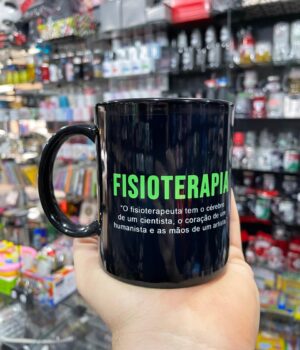 FISIOTERAPIA
"O fisioterapeuta tem o cérebro
de um cientista, o coração de um
humanista e as mãos de um artista."